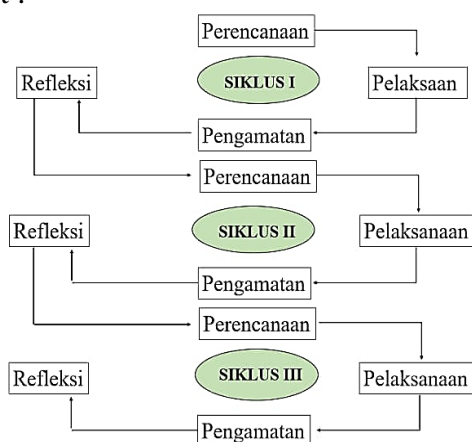 Perencanaan
Refleksi
SIKLUS I
Pelaksaan
Pengamatan
Perencanaan
Refleksi
SIKLUS II
Pelaksanaan
Pengamatan
Perencanaan
Refleksi
SIKLUS III
Pelaksanaan
Pengamatan